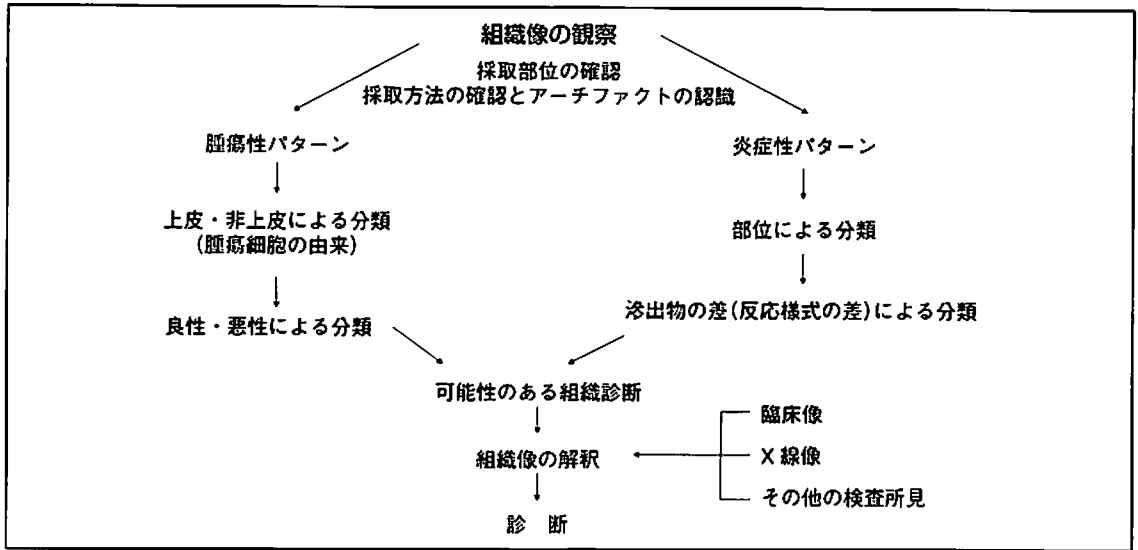 組織像の観察
採取部位の確認
採取方法の確認とアーチファクトの認識
腫瘍性パターン
炎症性パターン
上皮・非上皮による分類
(腫瘍細胞の由来)
部位による分類
良性・悪性による分類
滲出物の差(反応様式の差)による分類
可能性のある組織診断
臨床像
組織像の解釈
X線像
その他の検査所見
診 断